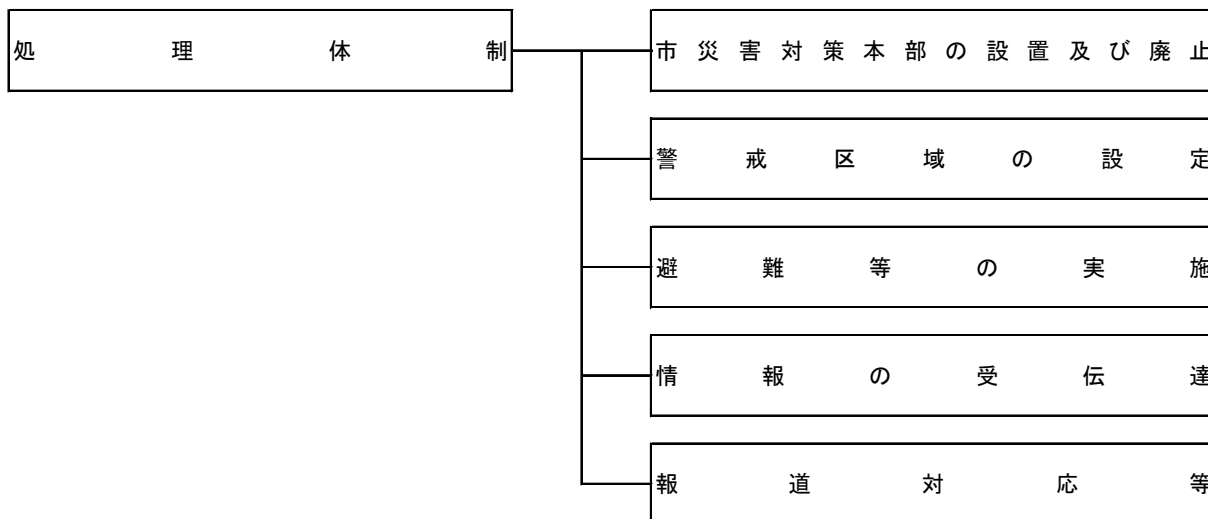 処理体制
市災害対策本部の設置及び廃止
警戒区域の設定
避難等の実施
情報の受伝達
報道対応等